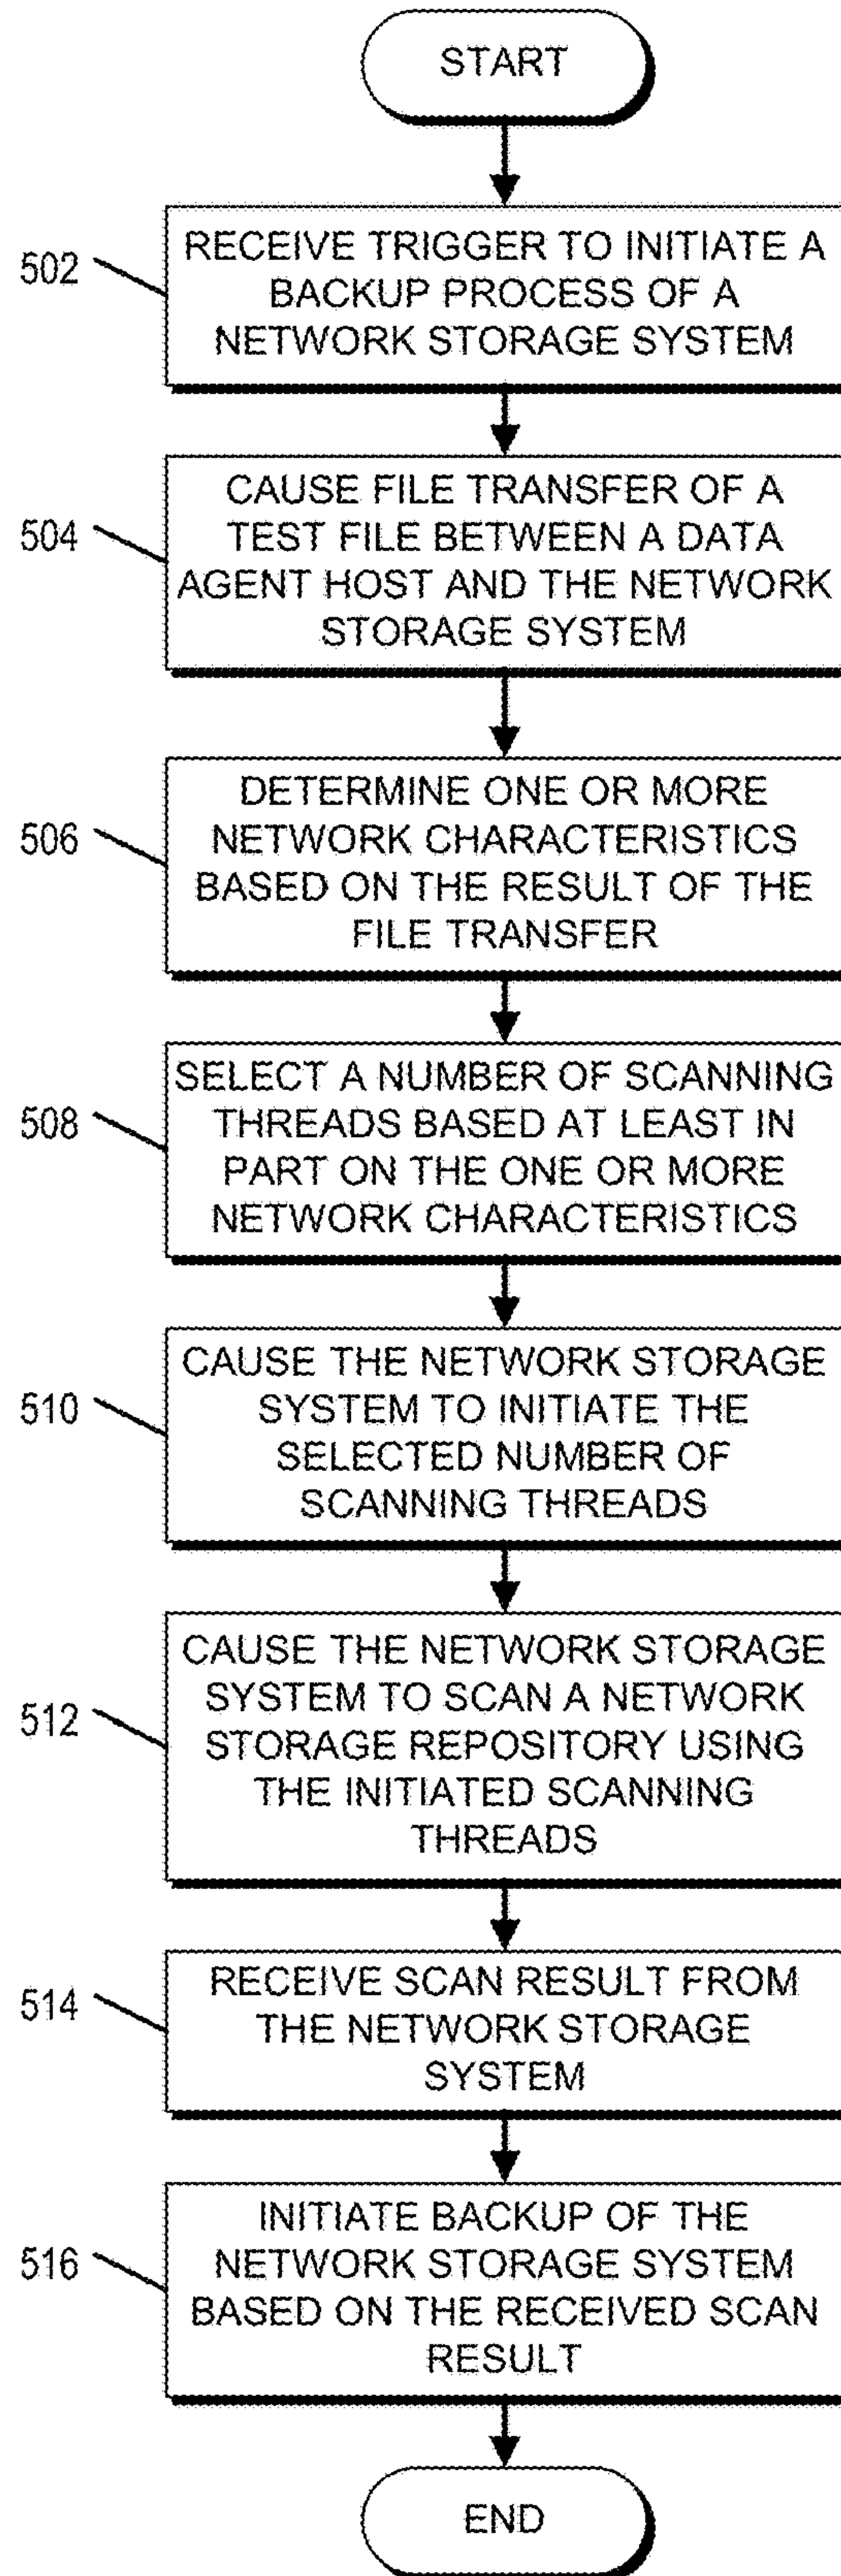 START
502
RECEIVE TRIGGER TO INITIATE A
BACKUP PROCESS OF A
NETWORK STORAGE SYSTEM
504
CAUSE FILE TRANSFER OF A
TEST FILE BETWEEN A DATA
AGENT HOST AND THE NETWORK
STORAGE SYSTEM
506
DETERMINE ONE OR MORE
NETWORK CHARACTERISTICS
BASED ON THE RESULT OF THE
FILE TRANSFER
508
SELECT A NUMBER OF SCANNING
THREADS BASED AT LEAST IN
PART ON THE ONE OR MORE
NETWORK CHARACTERISTICS
510
CAUSE THE NETWORK STORAGE
SYSTEM TO INITIATE THE
SELECTED NUMBER OF
SCANNING THREADS
512
CAUSE THE NETWORK STORAGE
SYSTEM TO SCAN A NETWORK
STORAGE REPOSITORY USING
THE INITIATED SCANNING
THREADS
514
RECEIVE SCAN RESULT FROM
THE NETWORK STORAGE
SYSTEM
516
INITIATE BACKUP OF THE
NETWORK STORAGE SYSTEM
BASED ON THE RECEIVED SCAN
RESULT
END